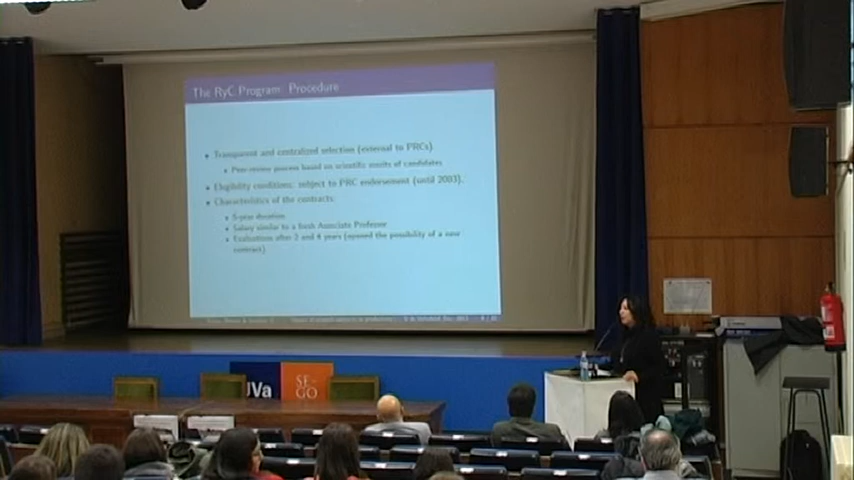 The RyC Program: Procedure
Transparent and centralized selection (external to PRCs)
Peer-review process based on scientific merits of candidates
Eligibility conditions: subject to PRC endorsement (until 2003).
Characteristics of the contracts:
5-year duration
Salary similar to a fresh Associate Professor
Evaluations after 2 and 4 years (opened the possibility of a new
contract)
UVa
SE-
GO